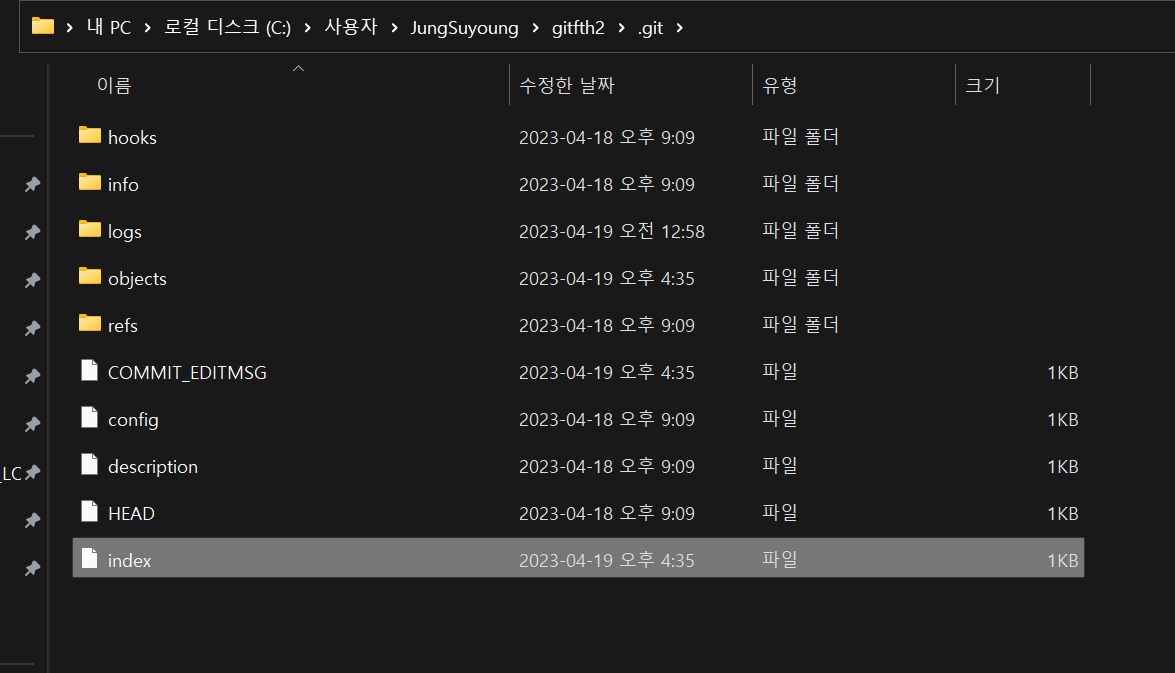 내 PC > 로컬 디스크 (C:) > 사용자 > JungSuyoung > gitfth2 > .git >
이름 수정한 날짜 유형 크기
hooks 2023-04-18 오후 9:09 파일 폴더
info 2023-04-18 오후 9:09 파일 폴더
logs 2023-04-19 오전 12:58 파일 폴더
objects 2023-04-19 오후 4:35 파일 폴더
refs 2023-04-18 오후 9:09 파일 폴더
COMMIT_EDITMSG 2023-04-19 오후 4:35 파일 1KB
config 2023-04-18 오후 9:09 파일 1KB
_LC description 2023-04-18 오후 9:09 파일 1KB
HEAD 2023-04-18 오후 9:09 파일 1KB
index 2023-04-19 오후 4:35 파일 1KB